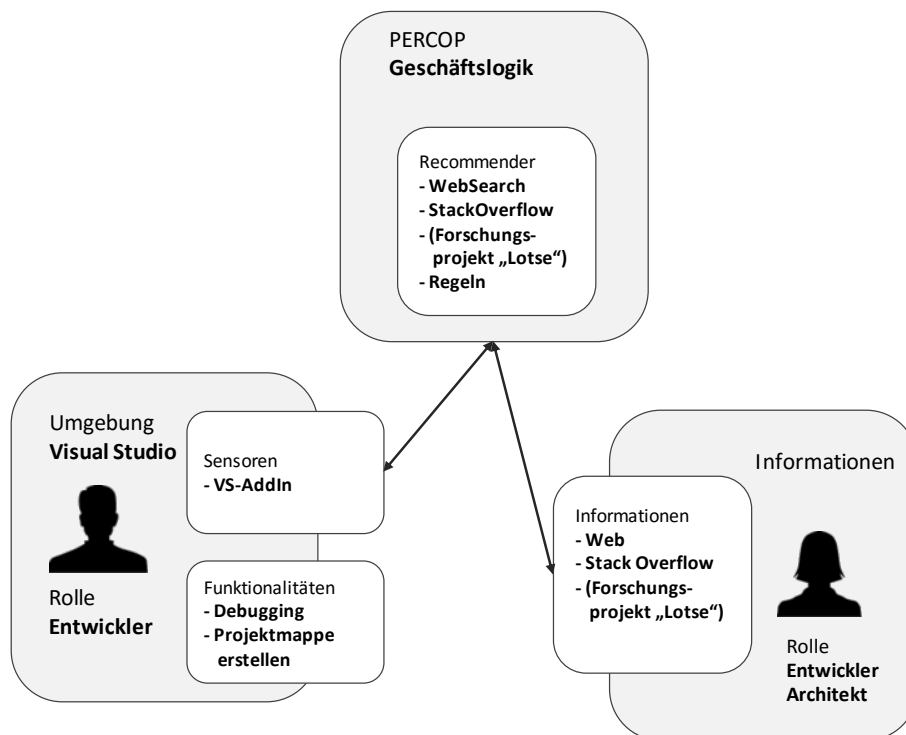 PERCOP
Geschäftslogik
Recommender
- WebSearch
- StackOverflow
- (Forschungs-
projekt „Lotse“)
- Regeln
Umgebung
Visual Studio
Rolle
Entwickler
Sensoren
- VS-AddIn
Funktionalitäten
- Debugging
- Projektmappe
erstellen
Informationen
Informationen
- Web
- Stack Overflow
- (Forschungs-
projekt „Lotse“)
Rolle
Entwickler
Architekt